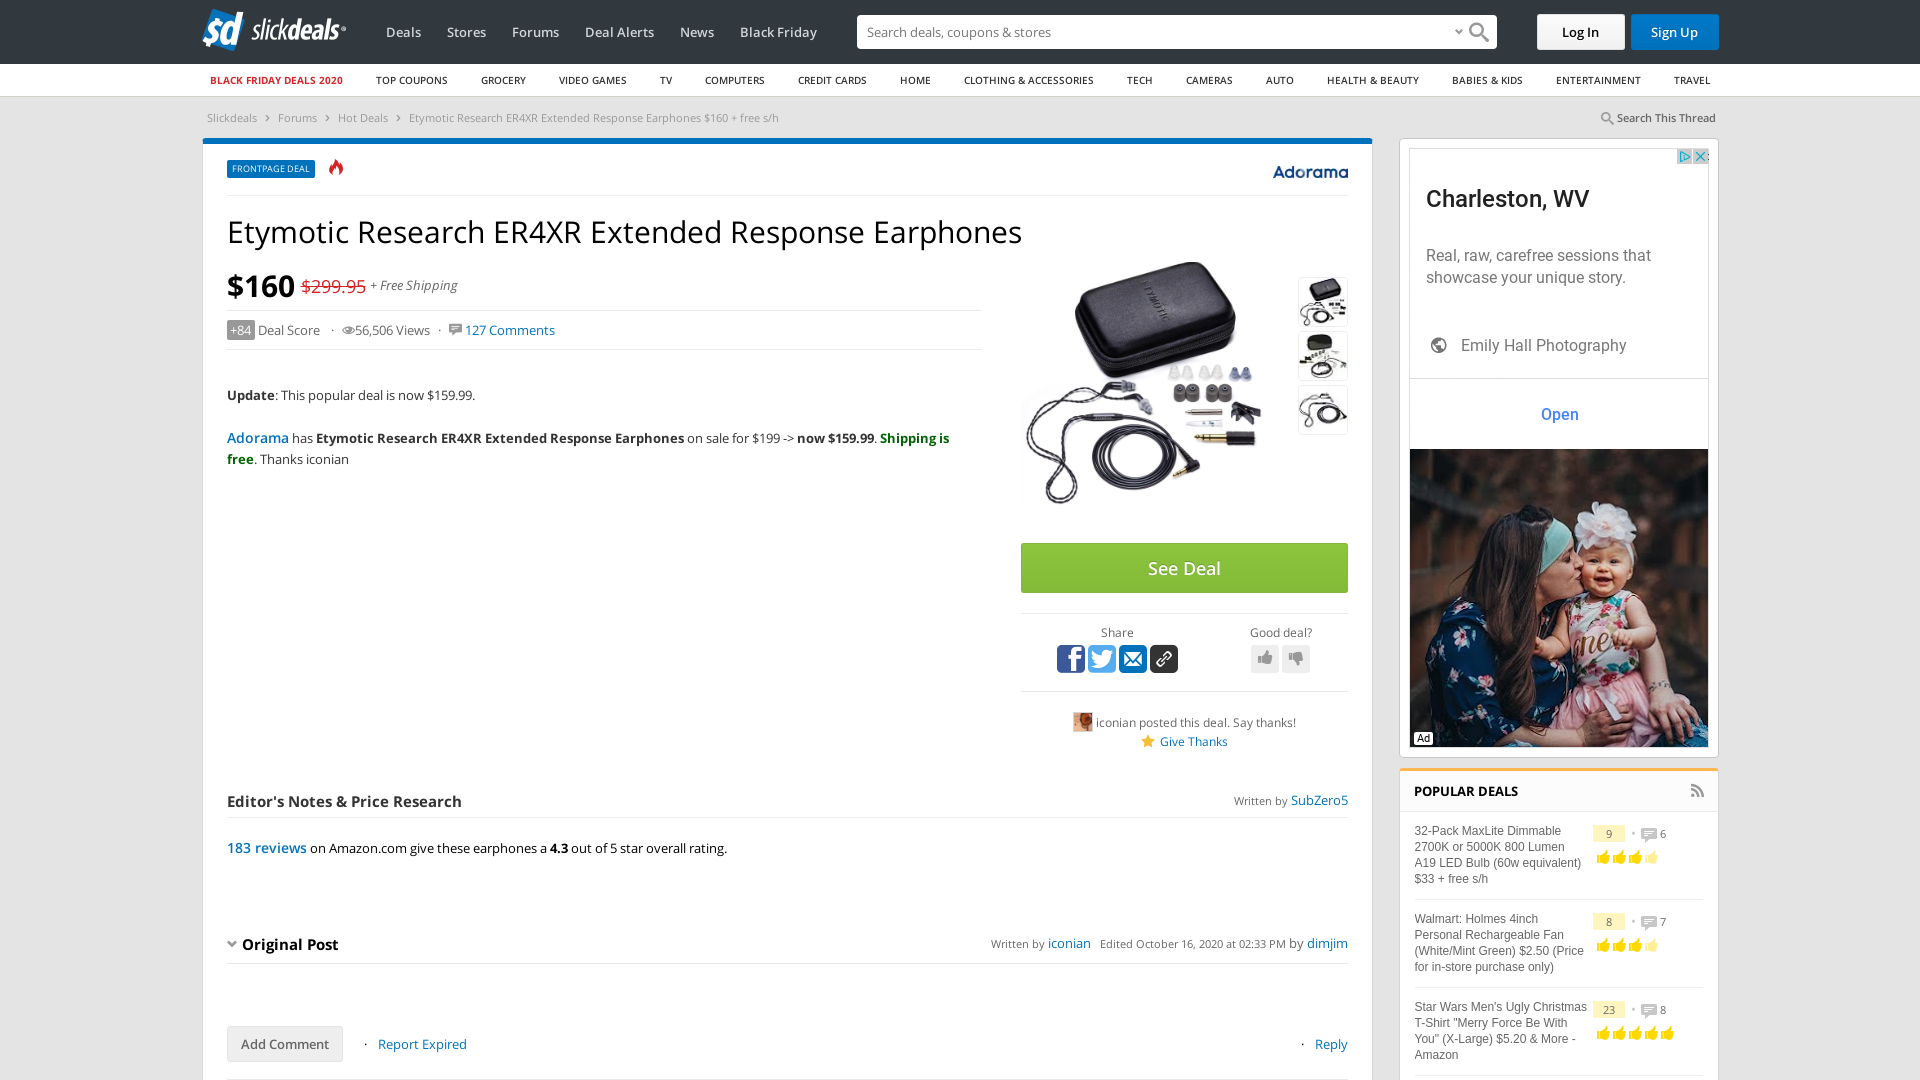 slickdeals
Deals
Stores
Forums
Deal Alerts
News
Black Friday
Search deals, coupons & stores
Log In
Sign Up
BLACK FRIDAY DEALS 2020
TOP COUPONS
GROCERY
VIDEO GAMES
TV
COMPUTERS
CREDIT CARDS
HOME
CLOTHING & ACCESSORIES
TECH
CAMERAS
AUTO
HEALTH & BEAUTY
BABIES & KIDS
ENTERTAINMENT
TRAVEL
Slickdeals › Forums › Hot Deals › Etymotic Research ER4XR Extended Response Earphones $160 + free s/h
Search This Thread
FRONTPAGE DEAL
Adorama
Etymotic Research ER4XR Extended Response Earphones
$160 $299.95 + Free Shipping
+84 Deal Score · 56,506 Views · 127 Comments
Update: This popular deal is now $159.99.
Adorama has Etymotic Research ER4XR Extended Response Earphones on sale for $199 -> now $159.99. Shipping is
free. Thanks iconian
ETYMOTIC
See Deal
Share
Good deal?
iconian posted this deal. Say thanks!
Give Thanks
Editor's Notes & Price Research
Written by SubZero5
183 reviews on Amazon.com give these earphones a 4.3 out of 5 star overall rating.
Original Post
Written by iconian Edited October 16, 2020 at 02:33 PM by dimjim
Add Comment
· Report Expired
· Reply
Charleston, WV
Real, raw, carefree sessions that
showcase your unique story.
Emily Hall Photography
Open
one
Ad
POPULAR DEALS
32-Pack MaxLite Dimmable
2700K or 5000K 800 Lumen
A19 LED Bulb (60w equivalent)
$33 + free s/h
9 • 6
Walmart: Holmes 4inch
Personal Rechargeable Fan
(White/Mint Green) $2.50 (Price
for in-store purchase only)
8 • 7
Star Wars Men's Ugly Christmas
T-Shirt "Merry Force Be With
You" (X-Large) $5.20 & More -
Amazon
23 • 8